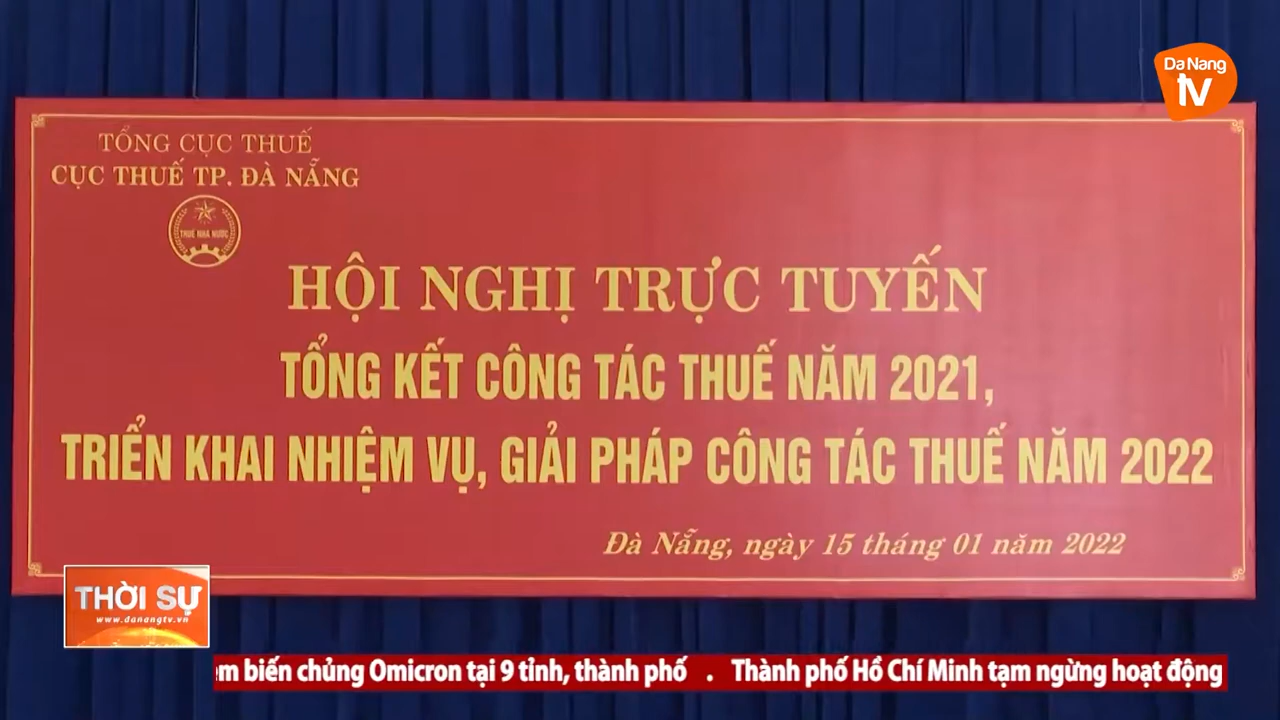 Da Nang
tv
TỔNG CỤC THUẾ
CỤC THUẾ TP. ĐÀ NẴNG
THUẾ NHÀ NƯỚC
HỘI NGHỊ TRỰC TUYẾN
TỔNG KẾT CÔNG TÁC THUẾ NĂM 2021,
TRIỂN KHAI NHIỆM VỤ, GIẢI PHÁP CÔNG TÁC THUẾ NĂM 2022
Đà Nẵng, ngày 15 tháng 01 năm 2022
THỜI SỰ
www.danangtv.vn
biến chủng Omicron tại 9 tỉnh, thành phố . Thành phố Hồ Chí Minh tạm ngừng hoạt động